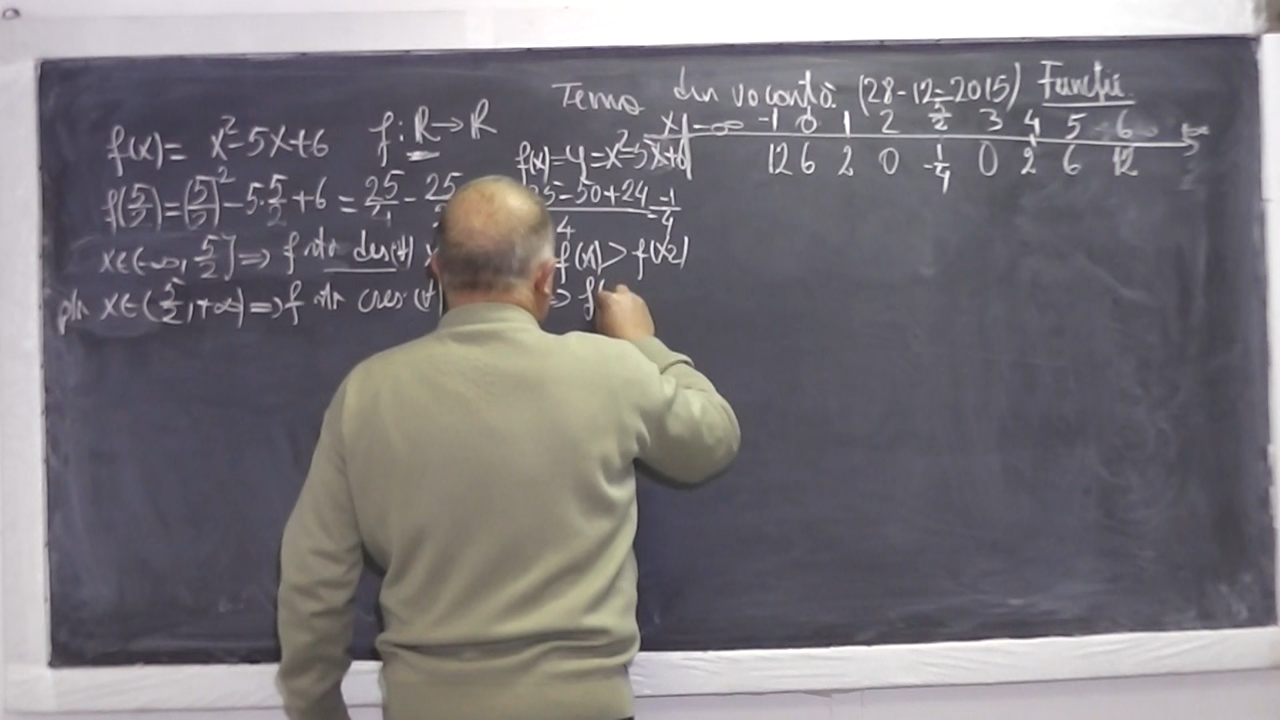 Tema din vacanță (28-12-2015) Funcții
f(x)= x²-5x+6 f:R→R
x -∞ -1 0 1 2 5/2 3 4 5 6 ∞
f(x)=y=x²-5x+6 12 6 2 0 -1/4 0 2 6 12
f(5/2)=(5/2)²-5·5/2+6=25/4-25 25-50+24/4 -1/4
x∈(-∞,5/2]⇒f str desc(∀) x f(x1)>f(x2)
ptr x∈(5/2,+∞)⇒f str cresc(∀ ⇒ f(